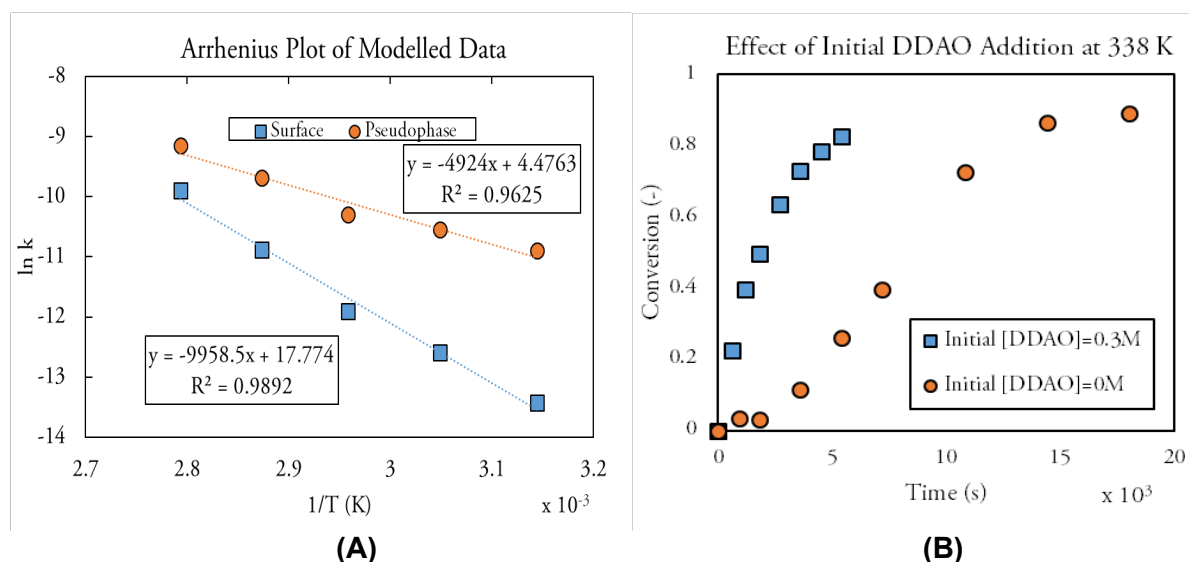 Arrhenius Plot of Modelled Data
-8
-9
-10
-11
-12
-13
-14
ln k
Surface Pseudophase
y = -4924x + 4.4763
R² = 0.9625
y = -9958.5x + 17.774
R² = 0.9892
2.7 2.8 2.9 3 3.1 3.2
1/T (K) x 10⁻³
(A)
Effect of Initial DDAO Addition at 338 K
1
0.8
0.6
0.4
0.2
0
Conversion (-)
Initial [DDAO]=0.3M
Initial [DDAO]=0M
0 5 10 15 20
Time (s) x 10³
(B)